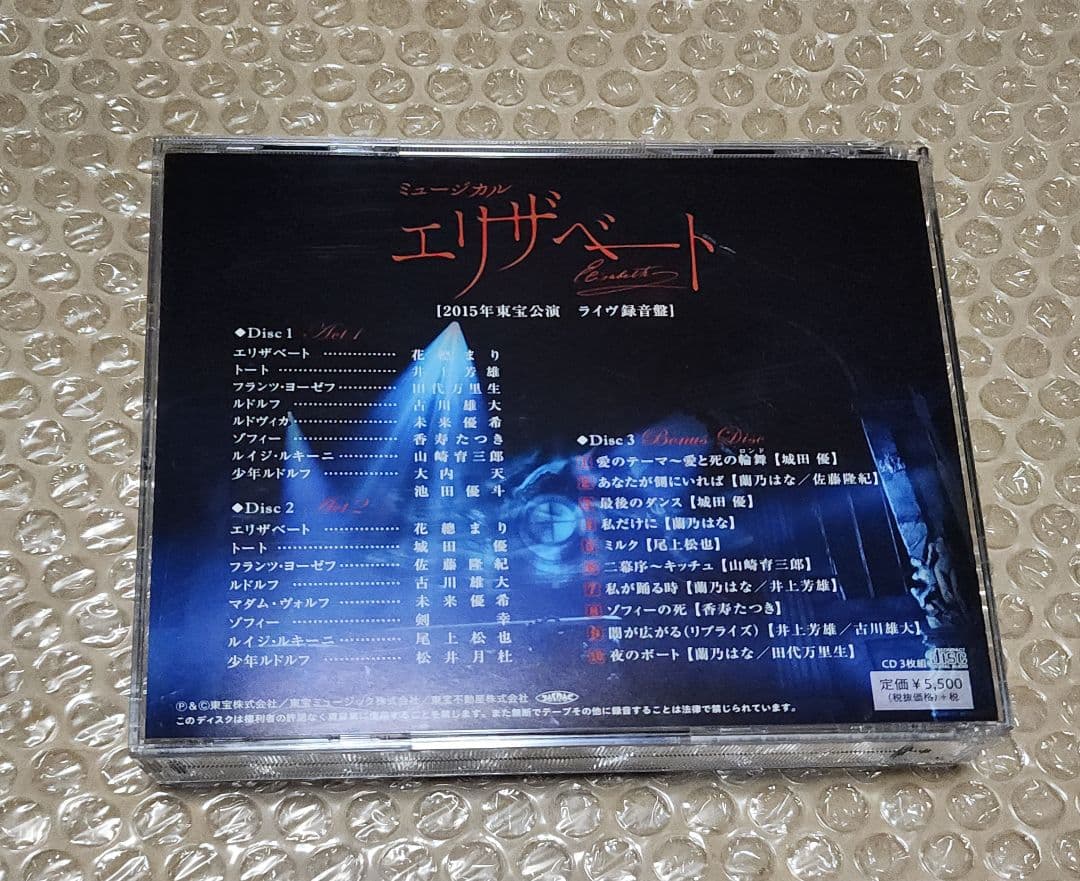 ミュージカル
エリザベート
Elisabeth
[2015年東宝公演 ライヴ録音盤]
◆Disc 1 Act 1
エリザベート ……………… 花總まり
トート ……………… 井上芳雄
フランツ・ヨーゼフ ……………… 田代万里生
ルドルフ ……………… 古川雄大
ルドヴィカ ……………… 未来優希
ゾフィー ……………… 香寿たつき
ルイジ・ルキーニ ……………… 山崎育三郎
少年ルドルフ ……………… 大内 天
池田優斗
◆Disc 2 Act 2
エリザベート ……………… 花總まり
トート ……………… 城田 優
フランツ・ヨーゼフ ……………… 佐藤隆紀
ルドルフ ……………… 古川雄大
マダム・ヴォルフ ……………… 未来優希
ゾフィー ……………… 剣 幸
ルイジ・ルキーニ ……………… 尾上松也
少年ルドルフ ……………… 松井月杜
◆Disc 3 Bonus Disc
ロンド
1 愛のテーマ～愛と死の輪舞【城田 優】
2 あなたが側にいれば【蘭乃はな／佐藤隆紀】
3 最後のダンス【城田 優】
4 私だけに【蘭乃はな】
5 ミルク【尾上松也】
6 二幕序～キッチュ【山崎育三郎】
7 私が踊る時【蘭乃はな／井上芳雄】
8 ゾフィーの死【香寿たつき】
9 闇が広がる(リプライズ)【井上芳雄／古川雄大】
10 夜のボート【蘭乃はな／田代万里生】
CD 3枚組
定価¥5,500
(税抜価格)+税
Ⓟ&Ⓒ東宝株式会社／東宝ミュージック株式会社／東宝不動産株式会社
このディスクは権利者の許諾なく賃貸業に使用することを禁じます。また無断でテープその他に録音することは法律で禁じられています。